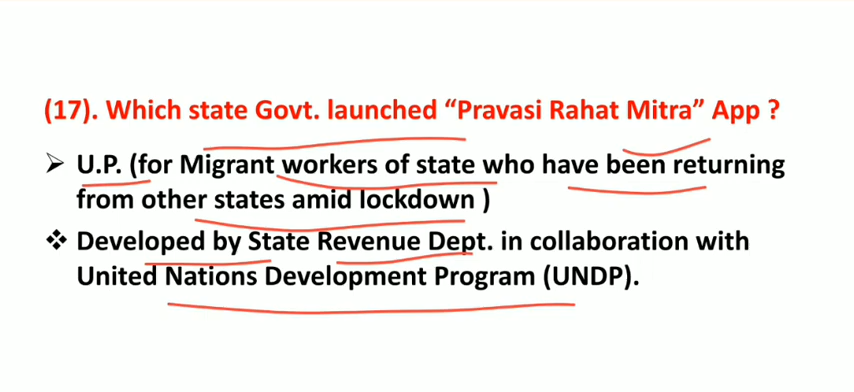 (17). Which state Govt. launched “Pravasi Rahat Mitra” App ?
➢ U.P. (for Migrant workers of state who have been returning
from other states amid lockdown )
❖ Developed by State Revenue Dept. in collaboration with
United Nations Development Program (UNDP).